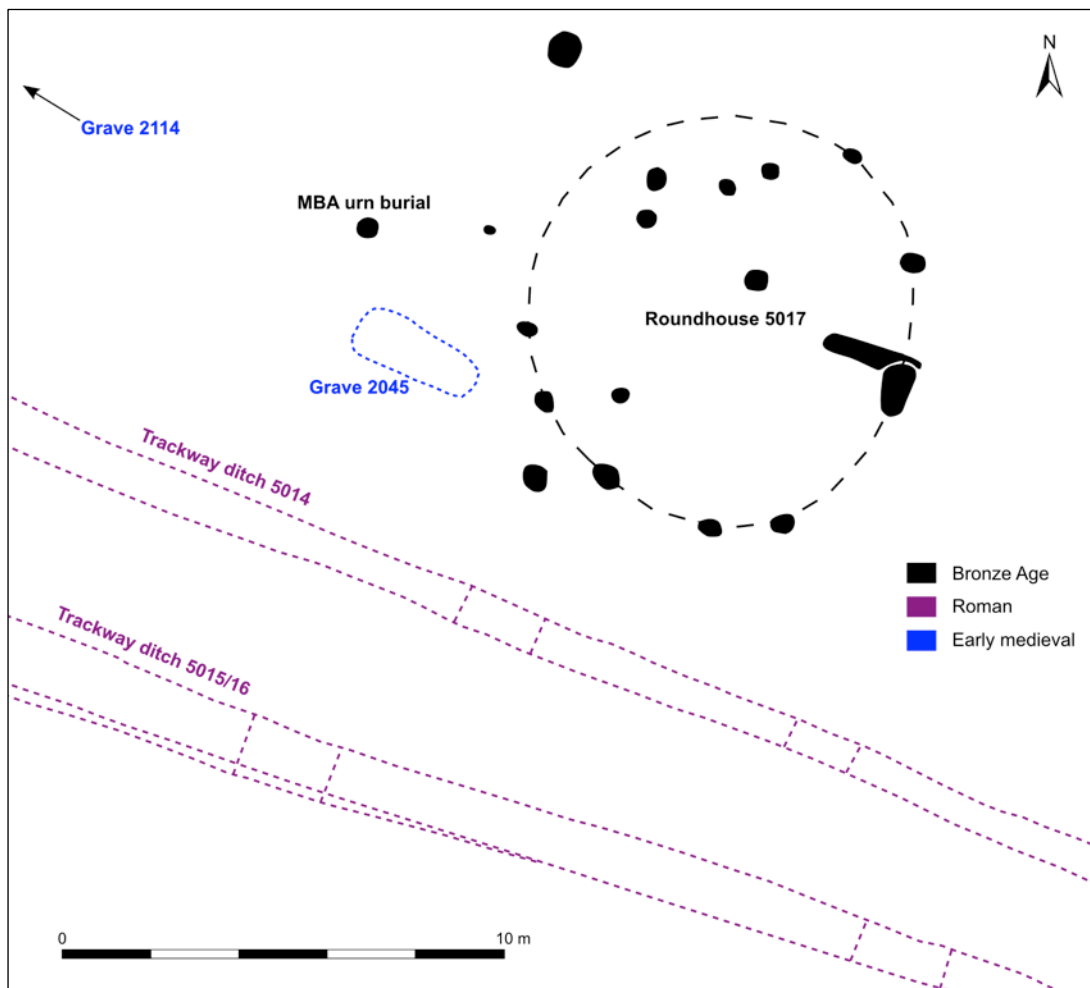 N
Grave 2114
MBA urn burial
Roundhouse 5017
Grave 2045
Trackway ditch 5014
Bronze Age
Roman
Early medieval
Trackway ditch 5015/16
0
10 m